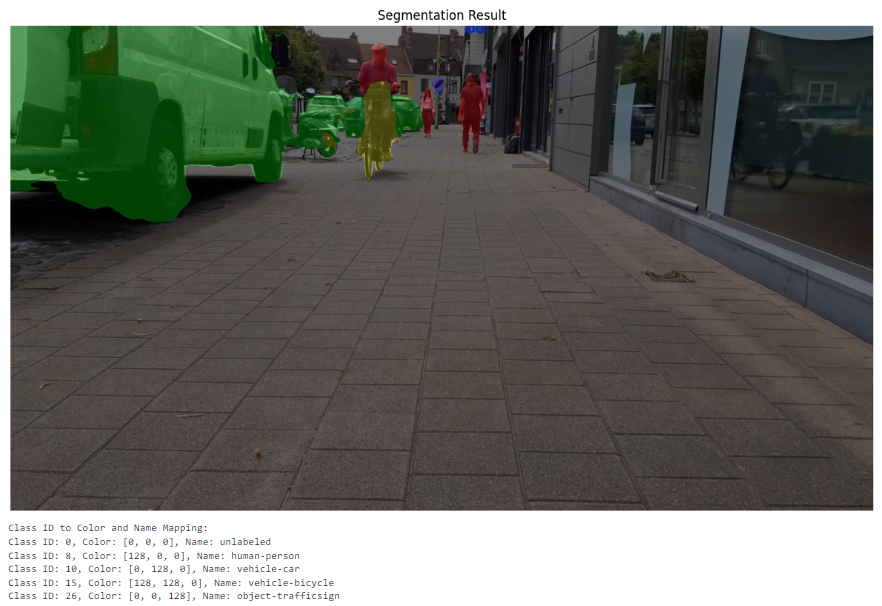 Segmentation Result
Class ID to Color and Name Mapping:
Class ID: 0, Color: [0, 0, 0], Name: unlabeled
Class ID: 8, Color: [128, 0, 0], Name: human-person
Class ID: 10, Color: [0, 128, 0], Name: vehicle-car
Class ID: 15, Color: [128, 128, 0], Name: vehicle-bicycle
Class ID: 26, Color: [0, 0, 128], Name: object-trafficsign